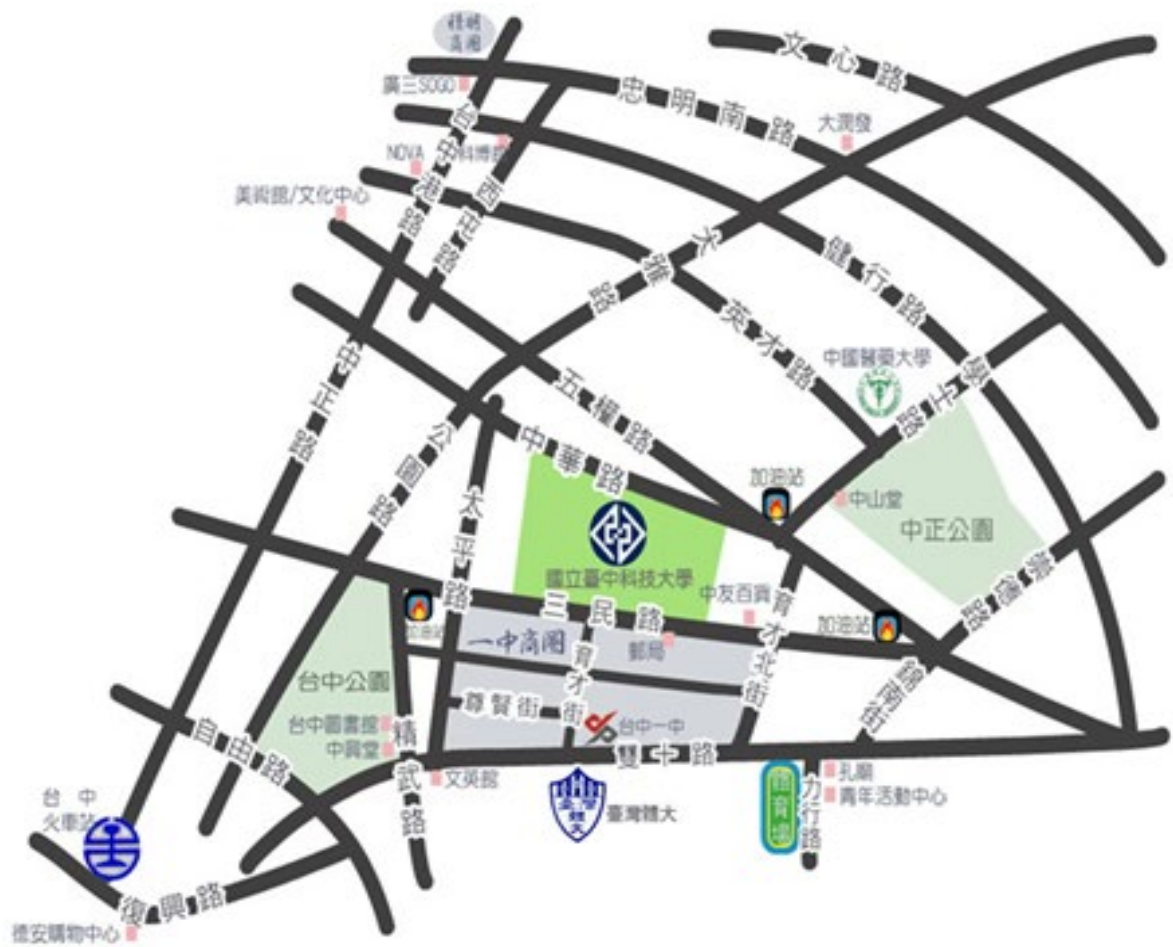 精明
商圈
文心路
廣三SOGO
忠明南路
大潤發
台中港路
NOVA
科博館
西屯路
美術館/文化中心
大雅路
健行路
英才路
中國醫藥大學
學士路
中正路
五權路
公園路
中華路
太平路
加油站
中山堂
中正公園
國立臺中科技大學
崇德路
中友百貨
三民路
育才北街
加油站
加油站
一中商圈
郵局
育才街
錦南街
台中公園
尊賢街
台中一中
台中圖書館
中興堂
精武路
自由路
雙十路
文英館
孔廟
青年活動中心
體育場
力行路
臺灣體大
台中
火車站
復興路
德安購物中心